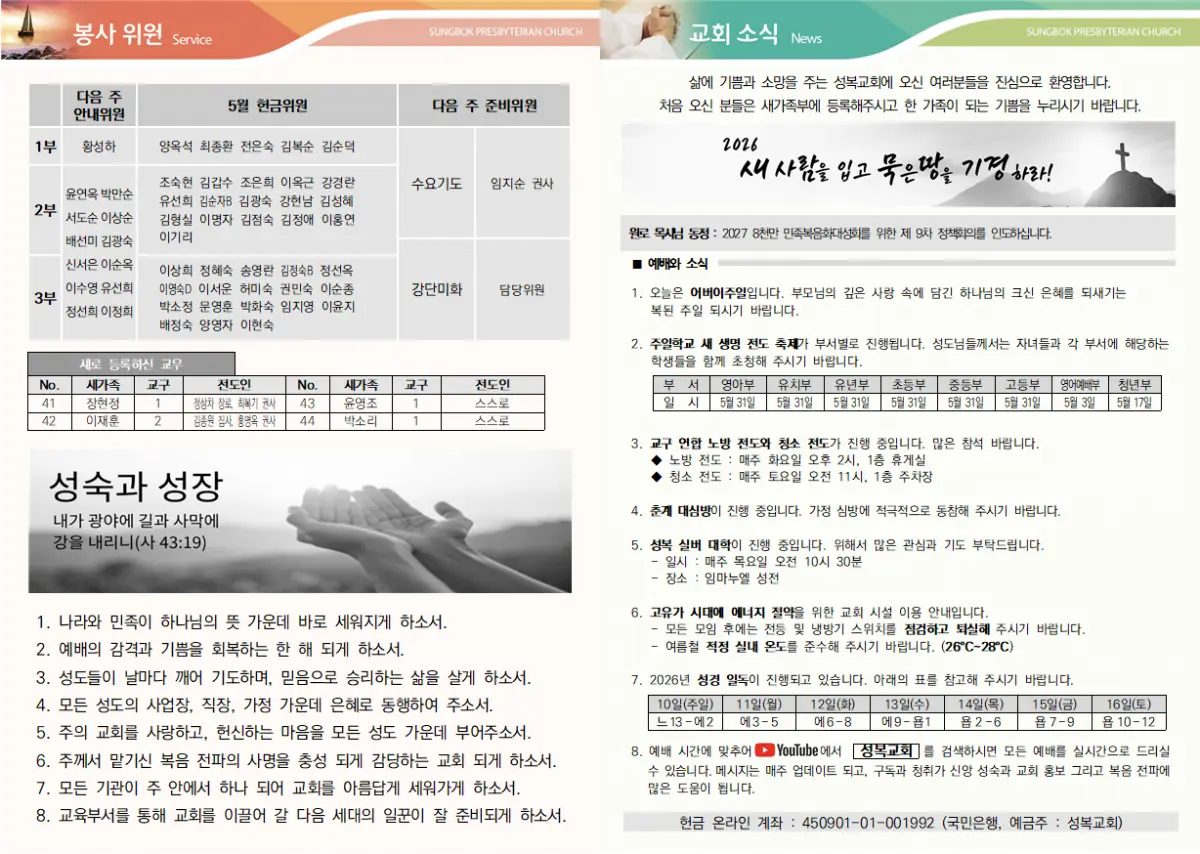 봉사 위원 Service
SUNGBOK PRESBYTERIAN CHURCH
다음 주 안내위원 5월 헌금위원 다음 주 준비위원
1부 황성하 양옥석 최종환 전은숙 김복순 김순덕
2부
윤연옥 박만순
서도순 이상순
배선미 김광숙
조숙현 김갑수 조은희 이옥근 강경란
유선희 김순자B 김광숙 강현남 김성혜
김형실 이명자 김점숙 김정애 이홍연
이기리
3부
신서은 이순옥
이수영 유선희
정선희 이정희
이상희 정혜숙 송영란 김정숙B 정선옥
이영숙D 이서운 허미숙 권민숙 이순종
박소정 문영훈 박화숙 임지영 이윤지
배정숙 양영자 이현숙
수요기도 임지순 권사
강단미화 담당위원
새로 등록하신 교우
No. 새가족 교구 전도인 No. 새가족 교구 전도인
41 장현정 1 정삼차 장로, 최복기 권사 43 윤영조 1 스스로
42 이재훈 2 김종원 집사, 홍경옥 권사 44 박소리 1 스스로
성숙과 성장
내가 광야에 길과 사막에
강을 내리니(사 43:19)
1. 나라와 민족이 하나님의 뜻 가운데 바로 세워지게 하소서.
2. 예배의 감격과 기쁨을 회복하는 한 해 되게 하소서.
3. 성도들이 날마다 깨어 기도하며, 믿음으로 승리하는 삶을 살게 하소서.
4. 모든 성도의 사업장, 직장, 가정 가운데 은혜로 동행하여 주소서.
5. 주의 교회를 사랑하고, 헌신하는 마음을 모든 성도 가운데 부어주소서.
6. 주께서 맡기신 복음 전파의 사명을 충성 되게 감당하는 교회 되게 하소서.
7. 모든 기관이 주 안에서 하나 되어 교회를 아름답게 세워가게 하소서.
8. 교육부서를 통해 교회를 이끌어 갈 다음 세대의 일꾼이 잘 준비되게 하소서.
교회 소식 News
SUNGBOK PRESBYTERIAN CHURCH
삶에 기쁨과 소망을 주는 성복교회에 오신 여러분들을 진심으로 환영합니다.
처음 오신 분들은 새가족부에 등록해주시고 한 가족이 되는 기쁨을 누리시기 바랍니다.
2026
새 사람을 입고 묵은땅을 기경하라!
원로 목사님 동정 : 2027 8천만 민족복음화대성회를 위한 제 9차 정책회의를 인도하십니다.
■ 예배와 소식
1. 오늘은 어버이주일입니다. 부모님의 깊은 사랑 속에 담긴 하나님의 크신 은혜를 되새기는
복된 주일 되시기 바랍니다.
2. 주일학교 새 생명 전도 축제가 부서별로 진행됩니다. 성도님들께서는 자녀들과 각 부서에 해당하는
학생들을 함께 초청해 주시기 바랍니다.
부 서 영아부 유치부 유년부 초등부 중등부 고등부 영어예배부 청년부
일 시 5월 31일 5월 31일 5월 31일 5월 31일 5월 31일 5월 31일 5월 3일 5월 17일
3. 교구 연합 노방 전도와 청소 전도가 진행 중입니다. 많은 참석 바랍니다.
◆ 노방 전도 : 매주 화요일 오후 2시, 1층 휴게실
◆ 청소 전도 : 매주 토요일 오전 11시, 1층 주차장
4. 춘계 대심방이 진행 중입니다. 가정 심방에 적극적으로 동참해 주시기 바랍니다.
5. 성복 실버 대학이 진행 중입니다. 위해서 많은 관심과 기도 부탁드립니다.
- 일시 : 매주 목요일 오전 10시 30분
- 장소 : 임마누엘 성전
6. 고유가 시대에 에너지 절약을 위한 교회 시설 이용 안내입니다.
- 모든 모임 후에는 전등 및 냉방기 스위치를 점검하고 퇴실해 주시기 바랍니다.
- 여름철 적정 실내 온도를 준수해 주시기 바랍니다. (26℃~28℃)
7. 2026년 성경 일독이 진행되고 있습니다. 아래의 표를 참고해 주시기 바랍니다.
10일(주일) 11일(월) 12일(화) 13일(수) 14일(목) 15일(금) 16일(토)
느13-에2 에3-5 에6-8 에9-욥1 욥2-6 욥7-9 욥10-12
8. 예배 시간에 맞추어 YouTube에서 성복교회 를 검색하시면 모든 예배를 실시간으로 드리실
수 있습니다. 메시지는 매주 업데이트 되고, 구독과 청취가 신앙 성숙과 교회 홍보 그리고 복음 전파에
많은 도움이 됩니다.
헌금 온라인 계좌 : 450901-01-001992 (국민은행, 예금주 : 성복교회)